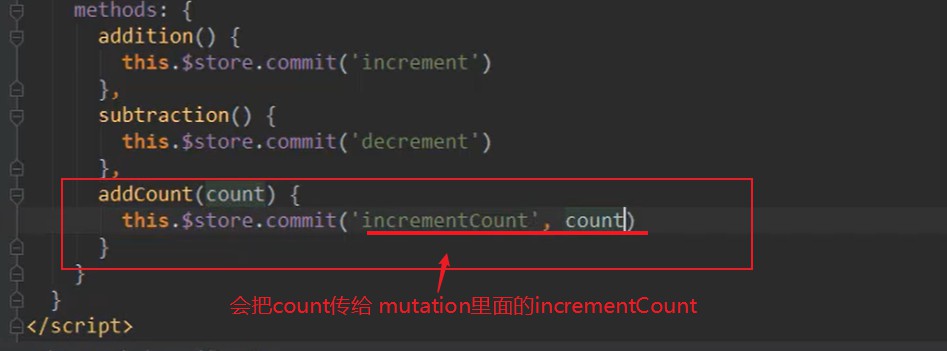 methods: {
addition() {
this.$store.commit('increment')
},
subtraction() {
this.$store.commit('decrement')
},
addCount(count) {
this.$store.commit('incrementCount', count)
}
}
}
会把count传给 mutation里面的incrementCount
</script>